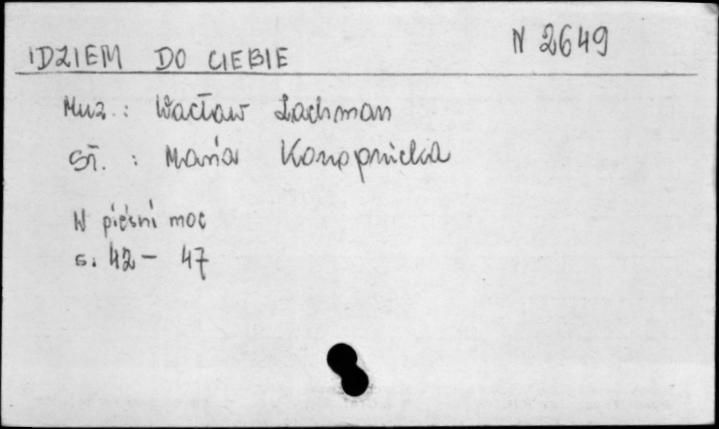 N 2649
IDZIEM DO CIEBIE
Muz.: Wacław Lachman
Sł. : Maria Konopnicka
W pieśni moc
s. 42 - 47